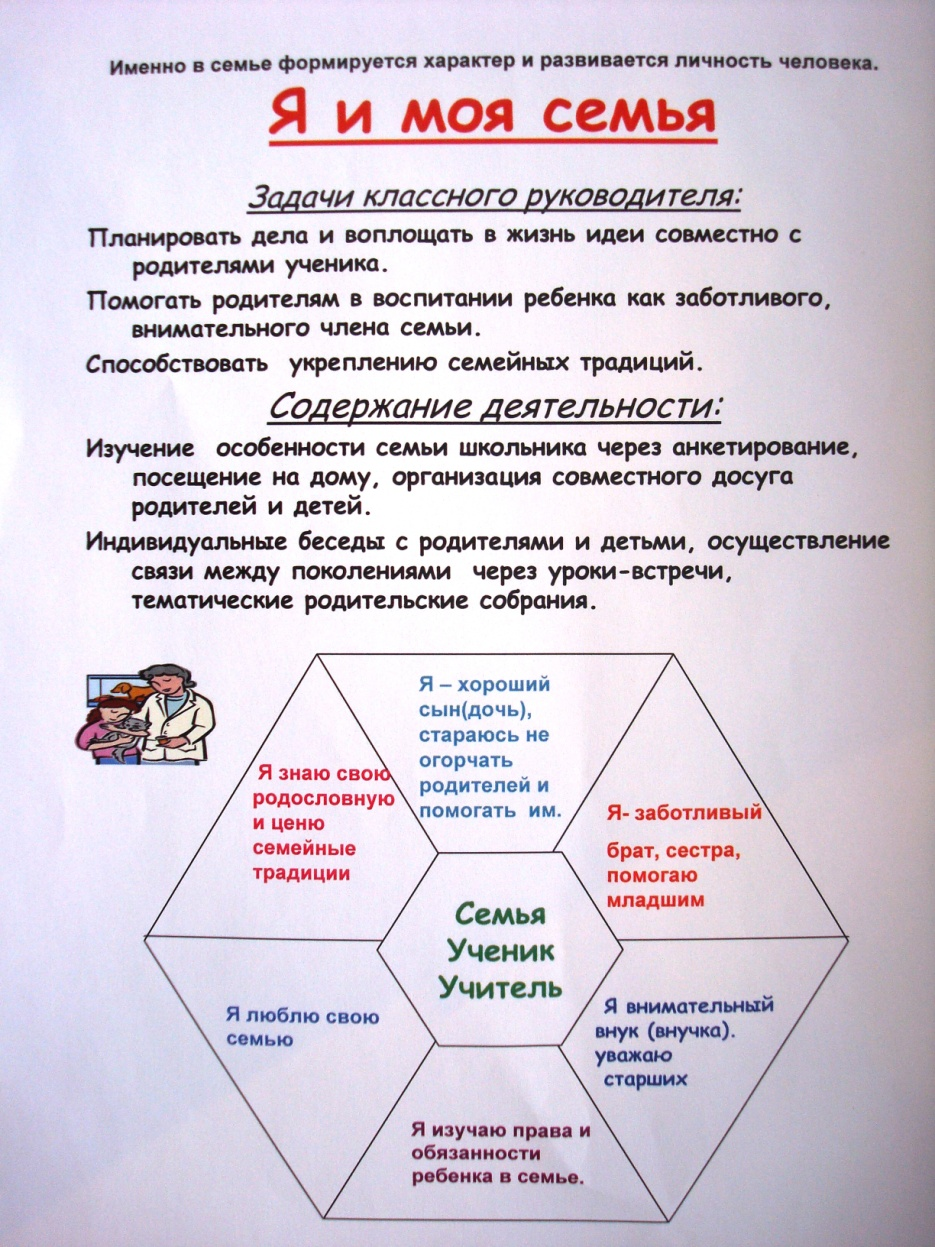 Именно в семье формируется характер и развивается личность человека.
Я и моя семья
Задачи классного руководителя:
Планировать дела и воплощать в жизнь идеи совместно с
родителями ученика.
Помогать родителям в воспитании ребенка как заботливого,
внимательного члена семьи.
Способствовать укреплению семейных традиций.
Содержание деятельности:
Изучение особенности семьи школьника через анкетирование,
посещение на дому, организация совместного досуга
родителей и детей.
Индивидуальные беседы с родителями и детьми, осуществление
связи между поколениями через уроки-встречи,
тематические родительские собрания.
Я – хороший
сын(дочь),
стараюсь не
огорчать
родителей и
помогать им.
Я знаю свою
родословную
и ценю
семейные
традиции
Я- заботливый
брат, сестра,
помогаю
младшим
Семья
Ученик
Учитель
Я люблю свою
семью
Я внимательный
внук (внучка).
уважаю
старших
Я изучаю права и
обязанности
ребенка в семье.